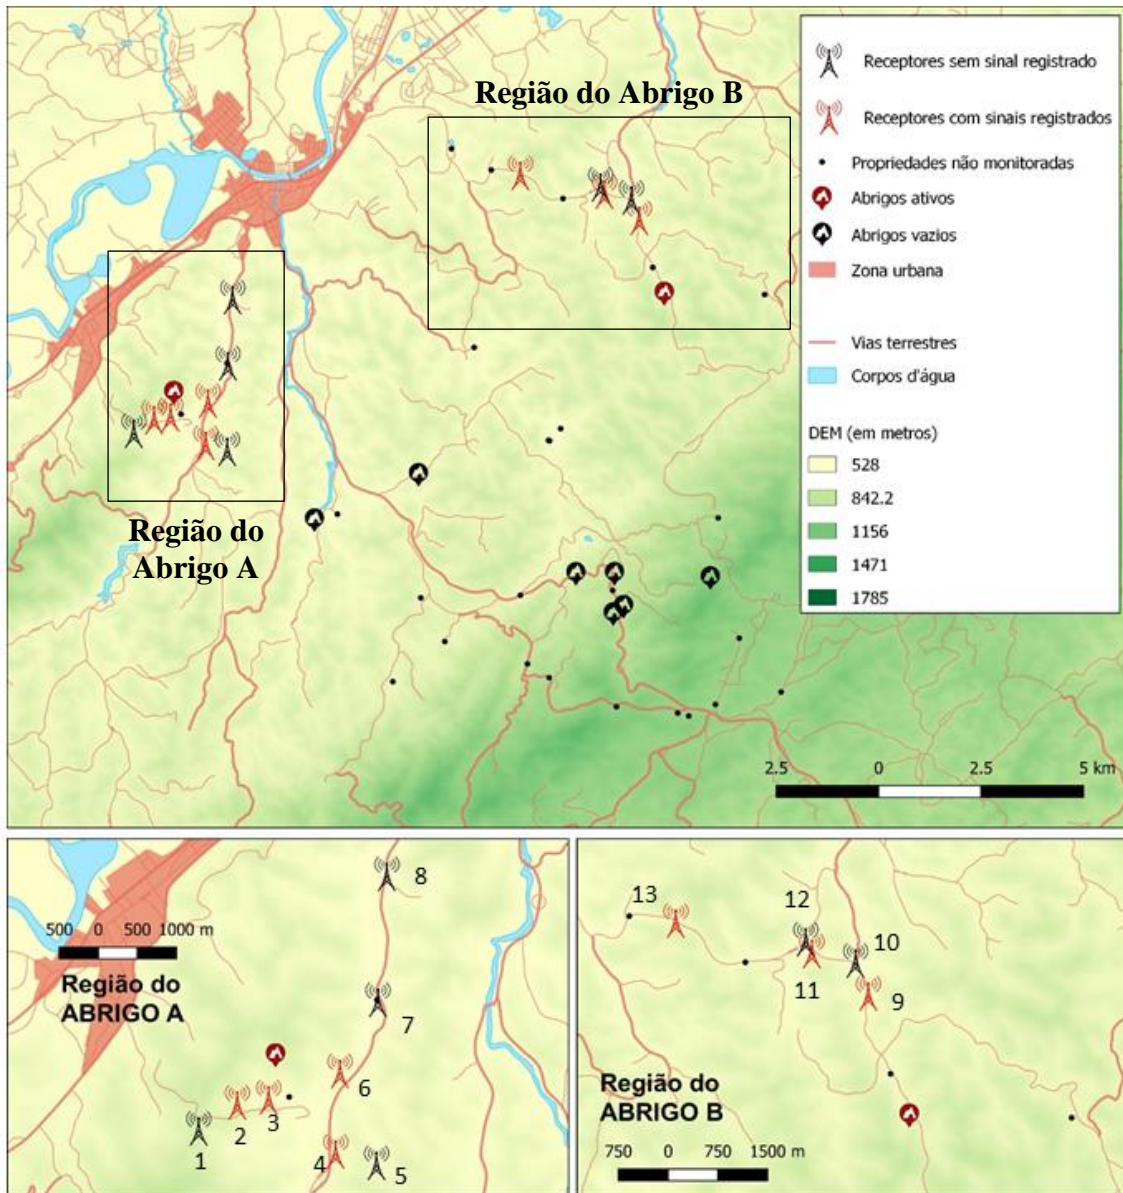 Região do Abrigo B
Região do
Abrigo A
Receptores sem sinal registrado
Receptores com sinais registrados
Propriedades não monitoradas
Abrigos ativos
Abrigos vazios
Zona urbana
Vias terrestres
Corpos d'água
DEM (em metros)
528
842.2
1156
1471
1785
2.5 0 2.5 5 km
500 0 500 1000 m
Região do
ABRIGO A
8
7
6
3
2
1
4
5
13
12
10
11
9
Região do
ABRIGO B
750 0 750 1500 m